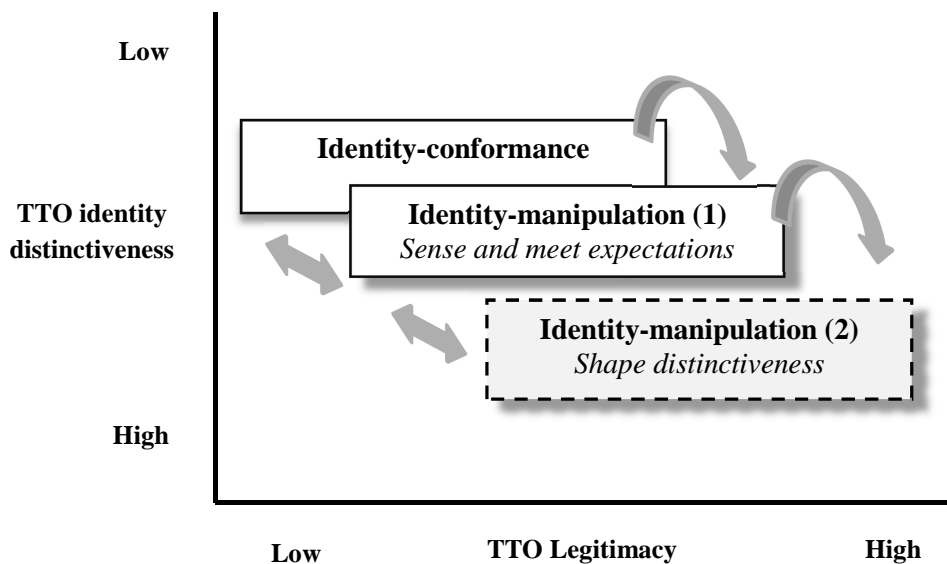 Low
Identity-conformance
TTO identity
distinctiveness
Identity-manipulation (1)
Sense and meet expectations
Identity-manipulation (2)
Shape distinctiveness
High
Low
TTO Legitimacy
High